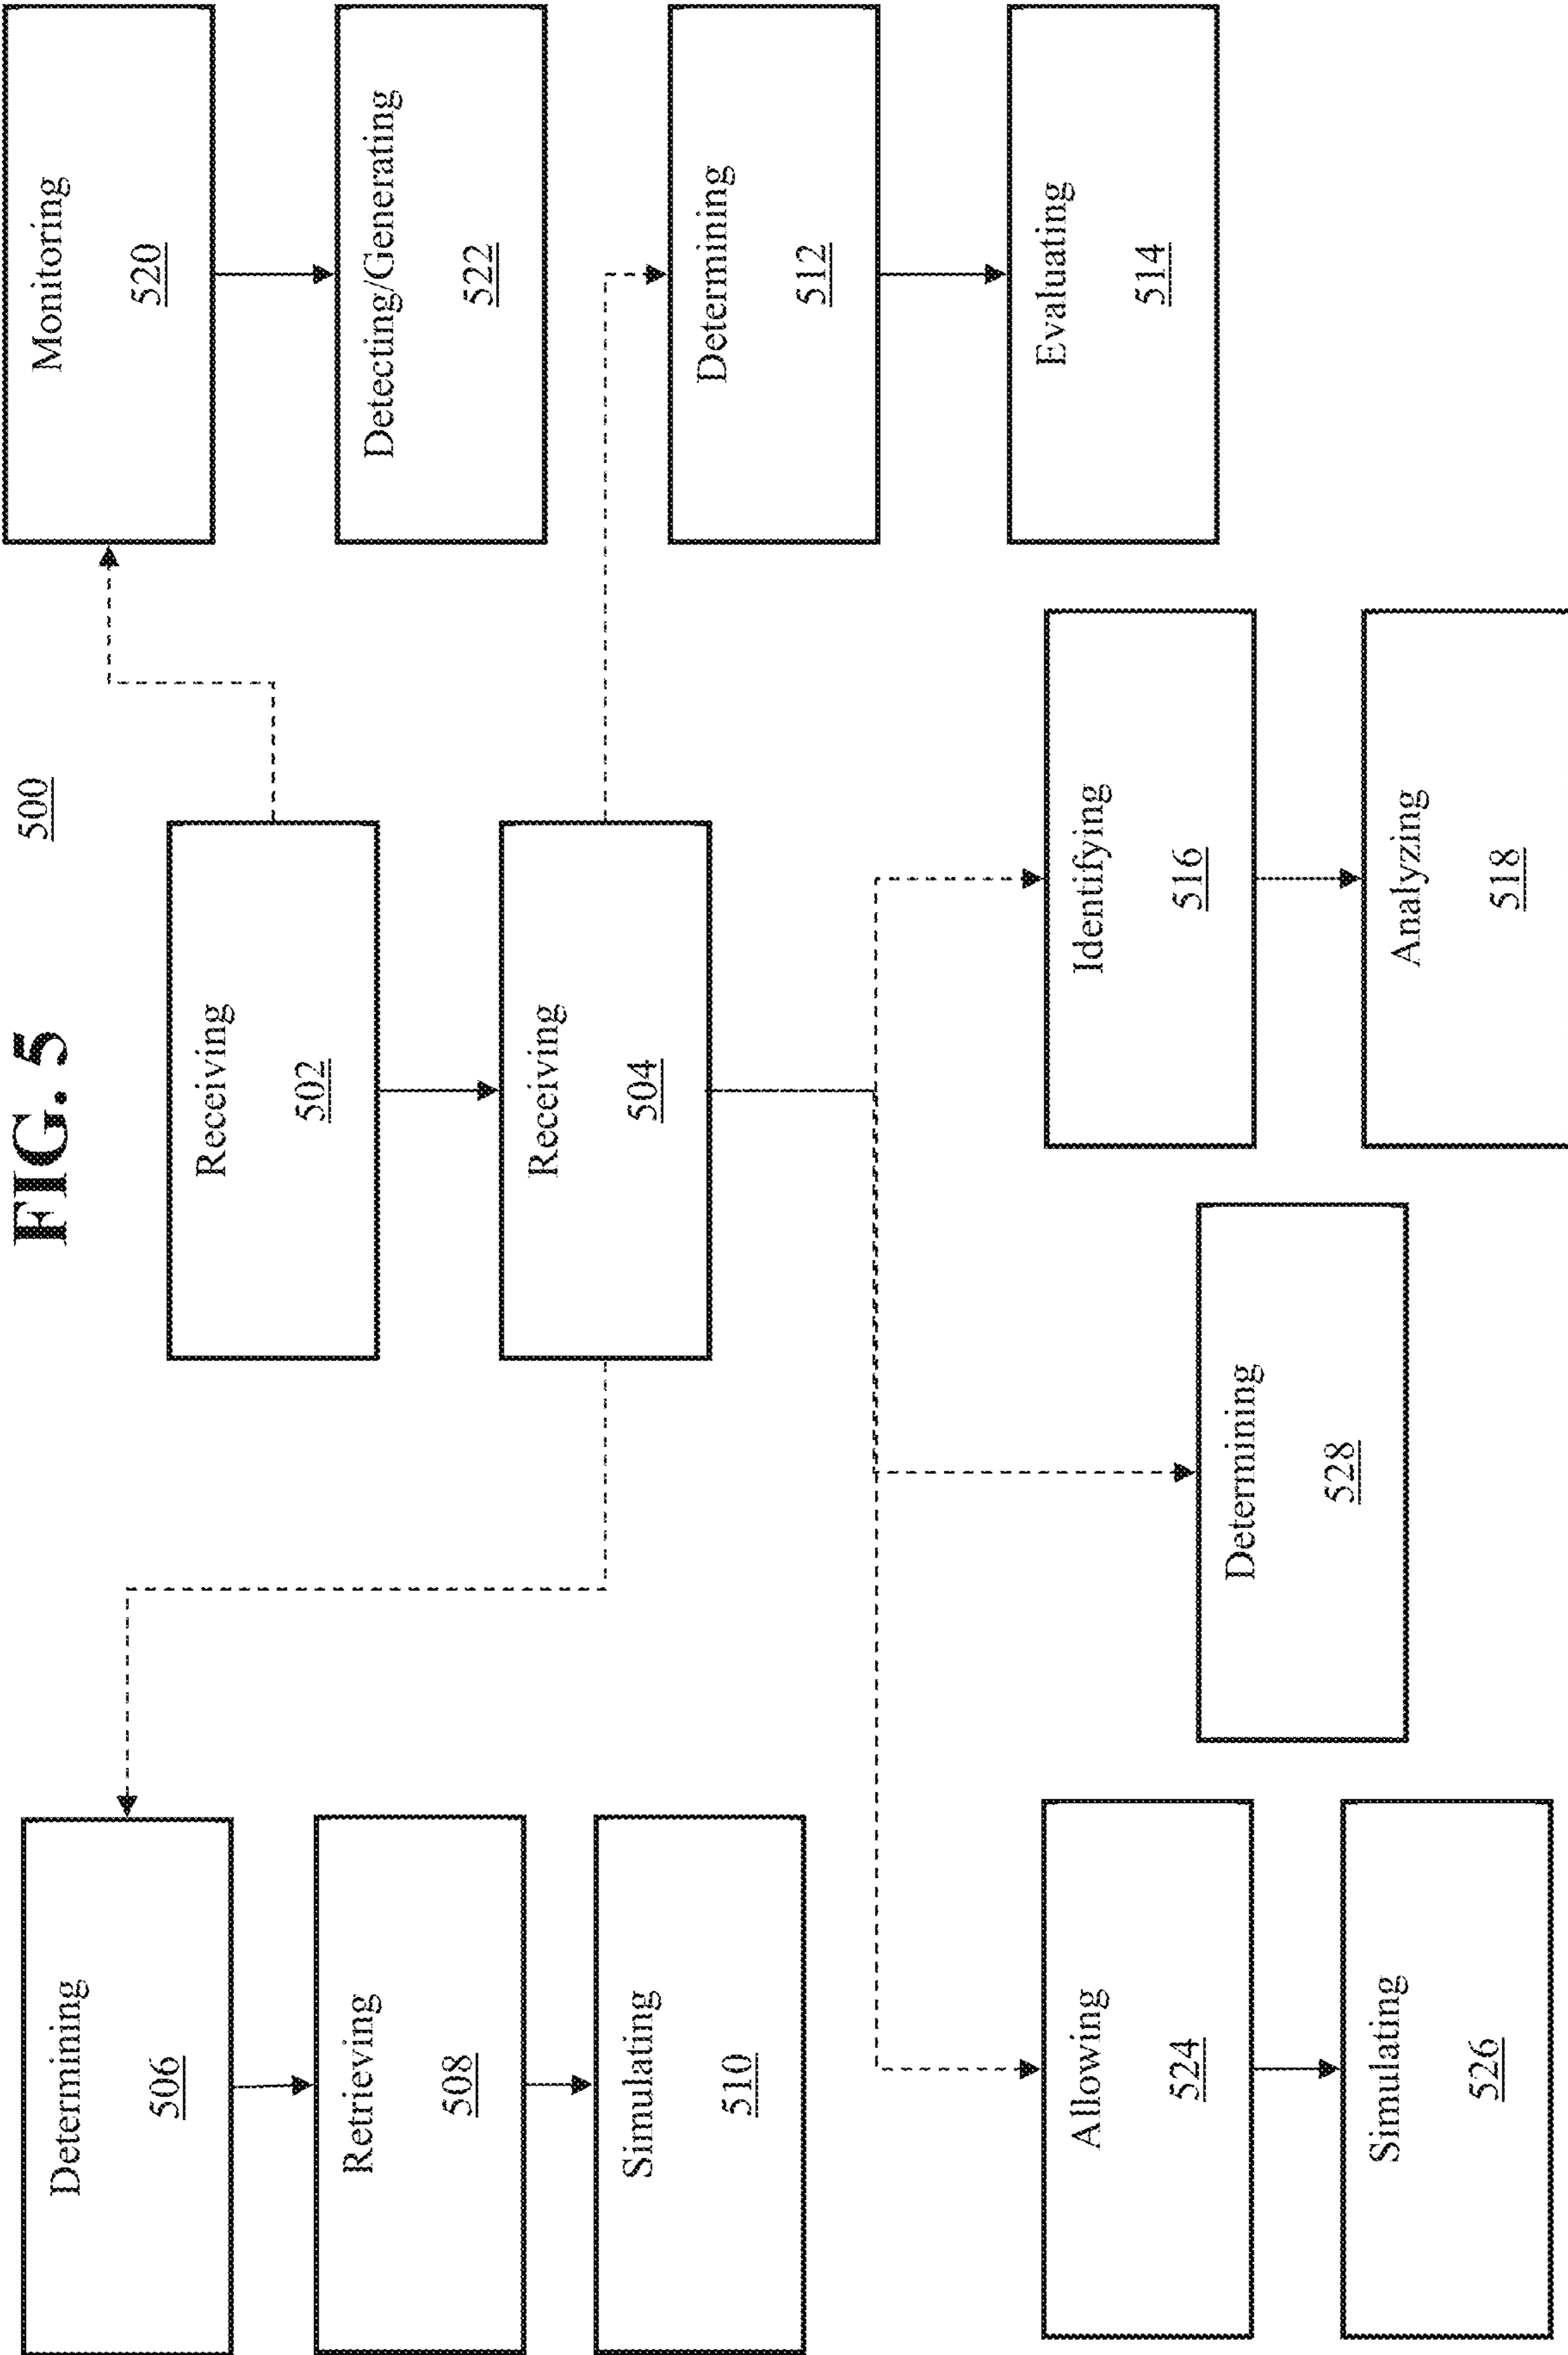 FIG. 5
500
Determining
506
Retrieving
508
Simulating
510
Receiving
502
Receiving
504
Monitoring
520
Detecting/Generating
522
Determining
512
Evaluating
514
Allowing
524
Simulating
526
Determining
528
Identifying
516
Analyzing
518